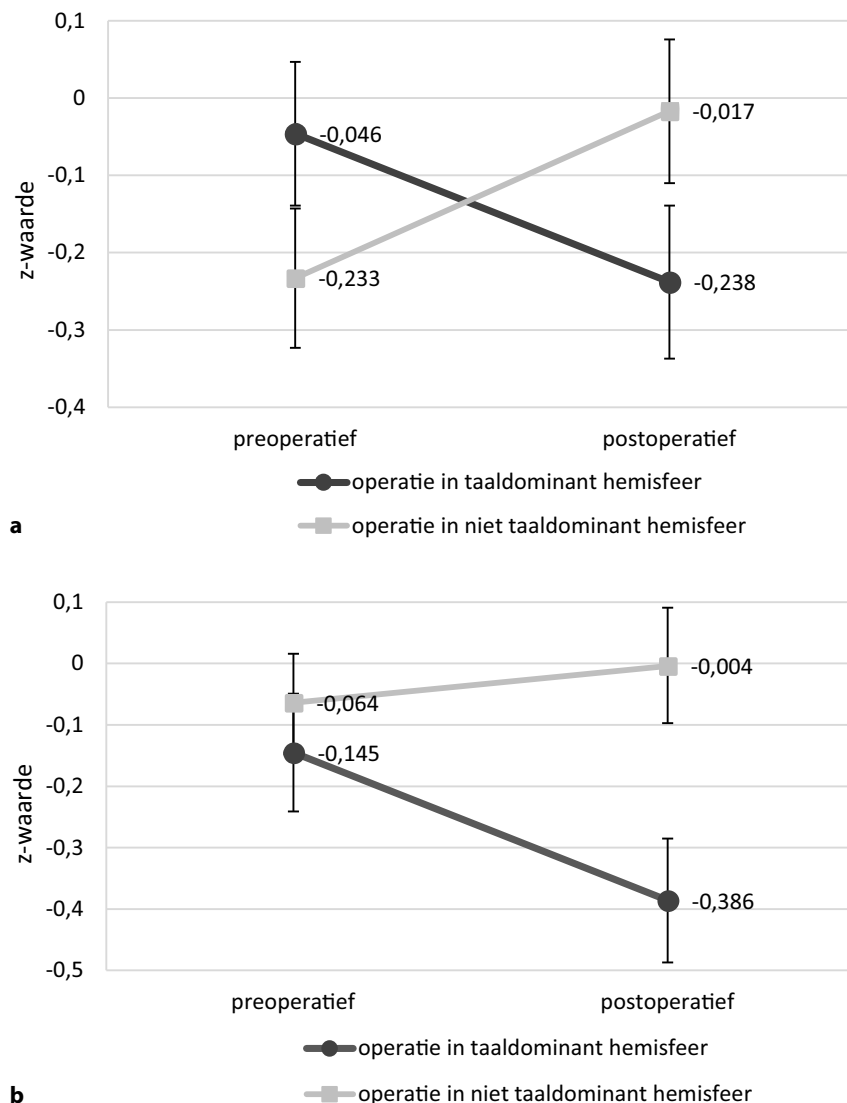 0,1
0
-0,1
-0,2
-0,3
-0,4
z-waarde
-0,046
-0,233
-0,017
-0,238
preoperatief
postoperatief
operatie in taaldominant hemisfeer
operatie in niet taaldominant hemisfeer
a
0,1
0
-0,1
-0,2
-0,3
-0,4
-0,5
z-waarde
-0,064
-0,145
-0,004
-0,386
preoperatief
postoperatief
operatie in taaldominant hemisfeer
operatie in niet taaldominant hemisfeer
b